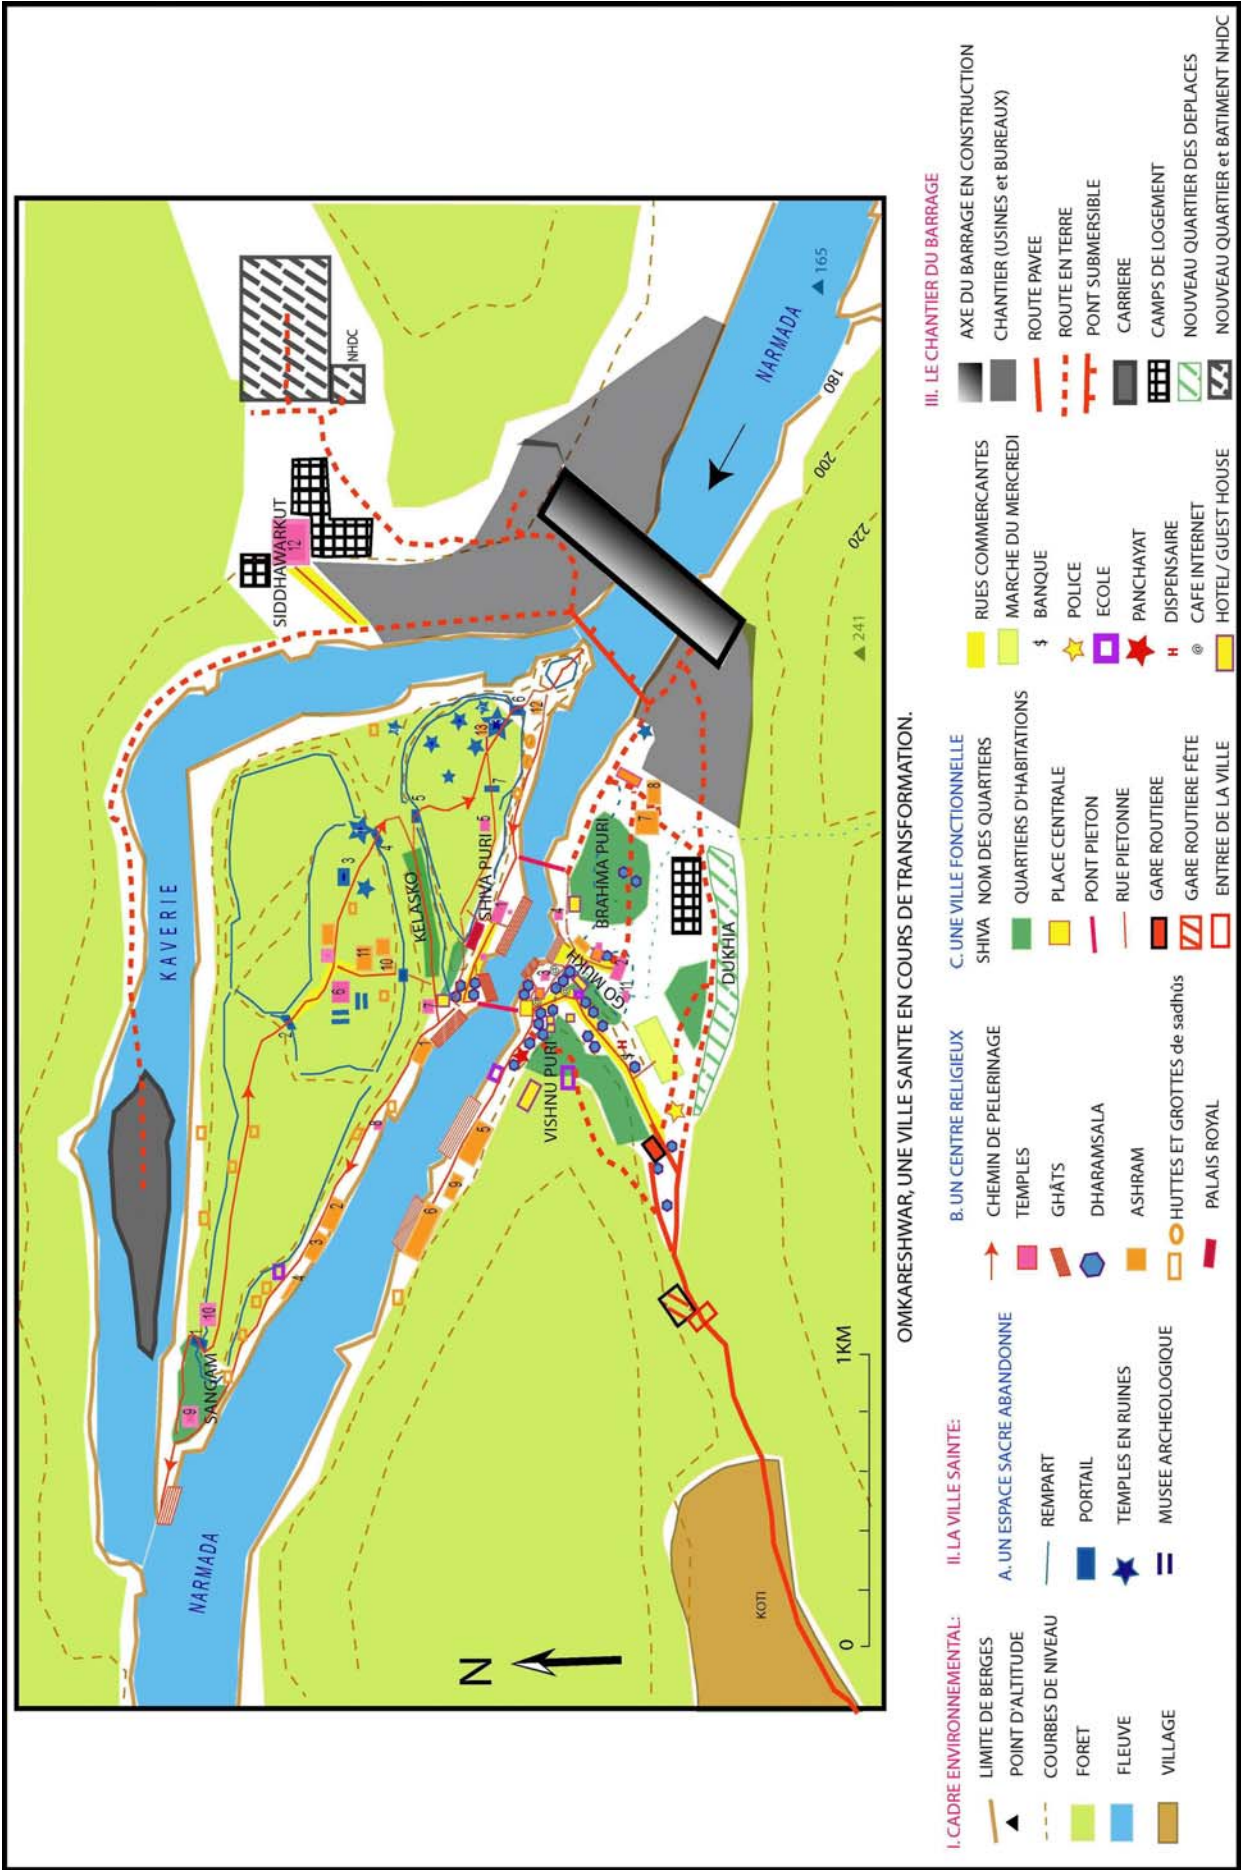 KAVERIE
NARMADA
NARMADA
SANGAM
SIDDHAWARKUT
NHDC
KELASKO
SHIVA PURI
BRAHMA PURI
GO MUKH
VISHNU PURI
DUKHIA
KOTI
165
180
200
220
241
N
0
1KM
OMKARESHWAR, UNE VILLE SAINTE EN COURS DE TRANSFORMATION.
I. CADRE ENVIRONNEMENTAL:
LIMITE DE BERGES
POINT D'ALTITUDE
COURBES DE NIVEAU
FORET
FLEUVE
VILLAGE
II. LA VILLE SAINTE:
A. UN ESPACE SACRE ABANDONNE
REMPART
PORTAIL
TEMPLES EN RUINES
MUSEE ARCHEOLOGIQUE
B. UN CENTRE RELIGIEUX
CHEMIN DE PELERINAGE
TEMPLES
GHÂTS
DHARAMSALA
ASHRAM
HUTTES ET GROTTES de sadhûs
PALAIS ROYAL
C. UNE VILLE FONCTIONNELLE
SHIVA NOM DES QUARTIERS
QUARTIERS D'HABITATIONS
PLACE CENTRALE
PONT PIETON
RUE PIETONNE
GARE ROUTIERE
GARE ROUTIERE FÊTE
ENTREE DE LA VILLE
RUES COMMERCANTES
MARCHE DU MERCREDI
$ BANQUE
POLICE
ECOLE
PANCHAYAT
H DISPENSAIRE
@ CAFE INTERNET
HOTEL/ GUEST HOUSE
III. LE CHANTIER DU BARRAGE
AXE DU BARRAGE EN CONSTRUCTION
CHANTIER (USINES et BUREAUX)
ROUTE PAVEE
ROUTE EN TERRE
PONT SUBMERSIBLE
CARRIERE
CAMPS DE LOGEMENT
NOUVEAU QUARTIER DES DEPLACES
NOUVEAU QUARTIER et BATIMENT NHDC